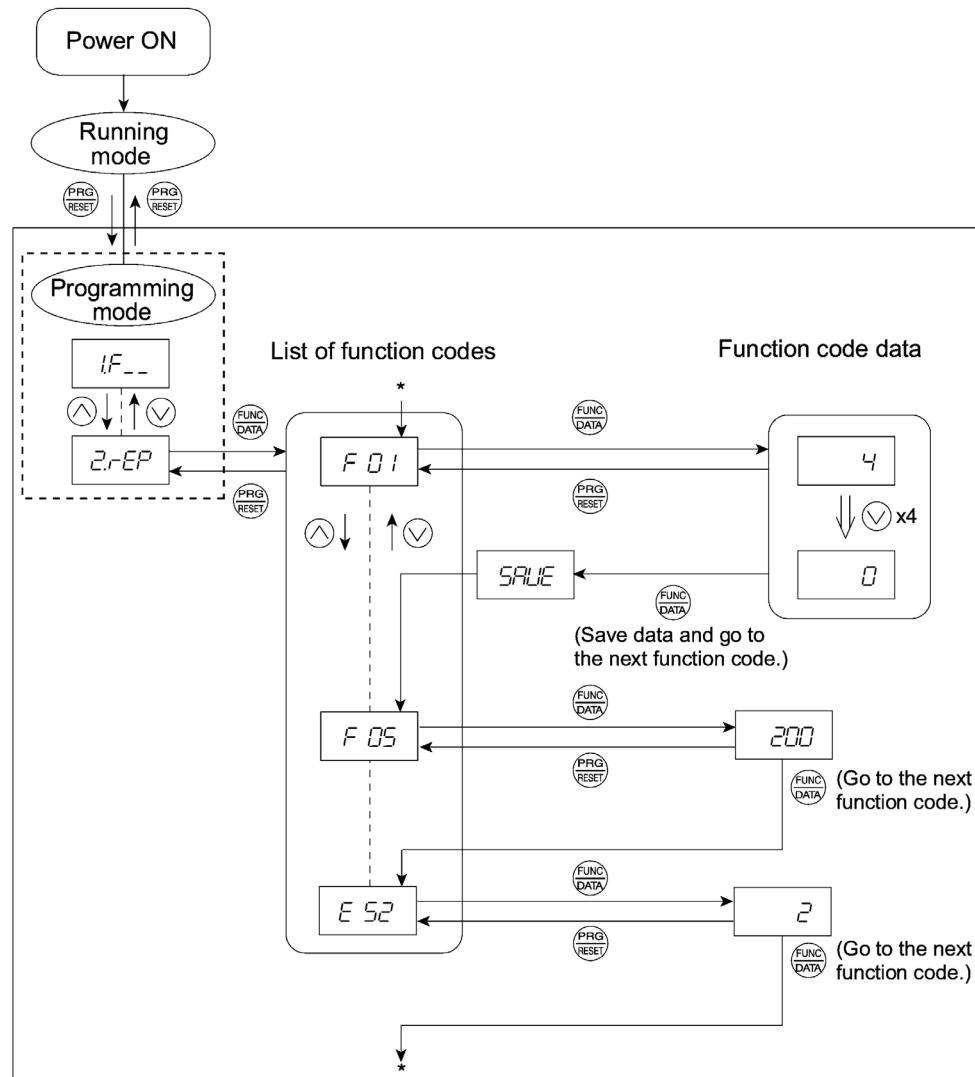 Power ON
Running
mode
PRG
RESET
PRG
RESET
Programming
mode
1.F__
2.rEP
List of function codes
Function code data
*
FUNC
DATA
PRG
RESET
F 01
FUNC
DATA
PRG
RESET
4
x4
0
SAVE
FUNC
DATA
(Save data and go to
the next function code.)
F 05
FUNC
DATA
PRG
RESET
200
FUNC
DATA
(Go to the next
function code.)
E 52
FUNC
DATA
PRG
RESET
2
FUNC
DATA
(Go to the next
function code.)
*